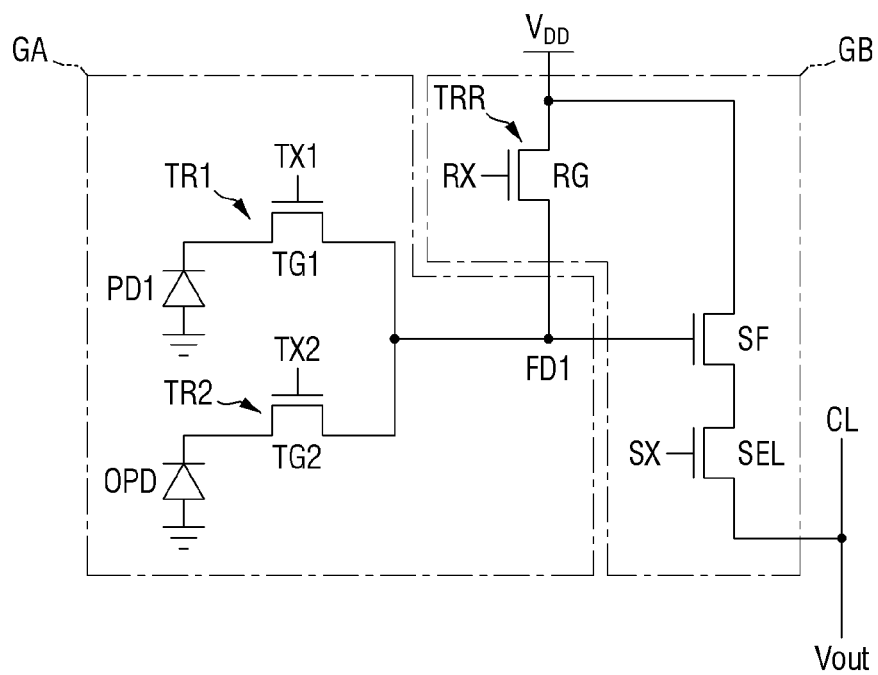 V_DD
GA
GB
TRR
TX1
RX
RG
TR1
TG1
PD1
TX2
FD1
SF
TR2
CL
TG2
SX
SEL
OPD
Vout